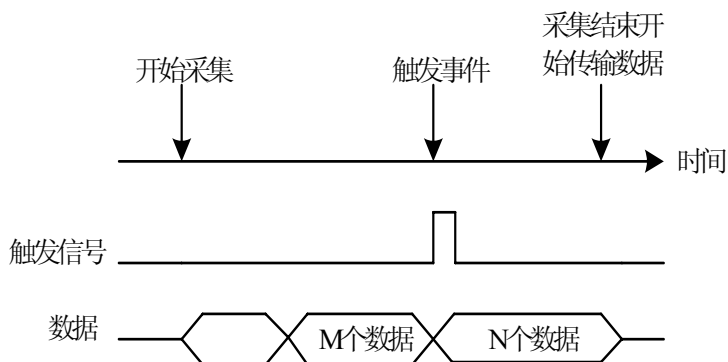 采集结束开
始传输数据
开始采集
触发事件
时间
触发信号
数据
M个数据
N个数据